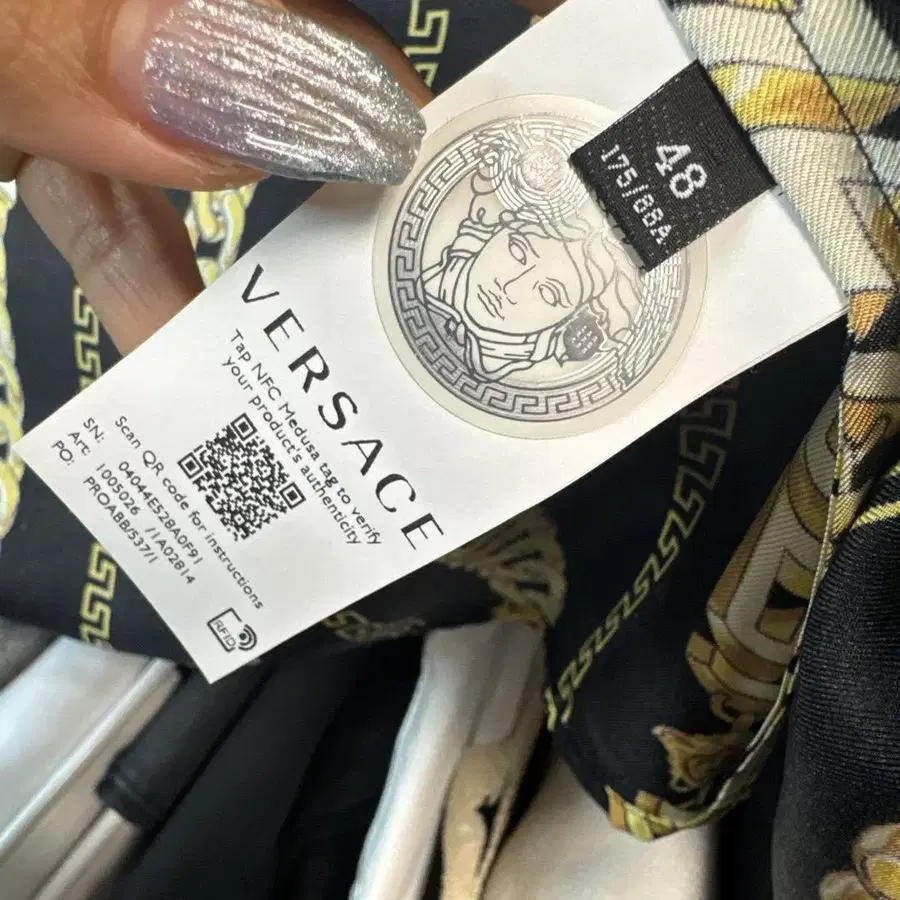 48
175/88A
VERSACE
Tap NFC Medusa tag to verify
your product's authenticity
Scan QR code for instructions
SN: 04044E528A0F91
Art: 1005026 /1A02814
PO: PROABB/537/1
RFID